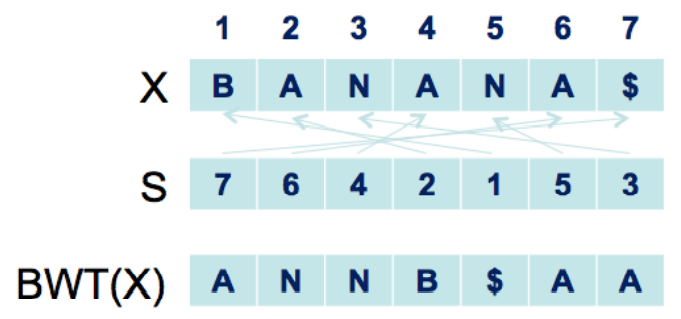 1 2 3 4 5 6 7
X B A N A N A $
S 7 6 4 2 1 5 3
BWT(X) A N N B $ A A